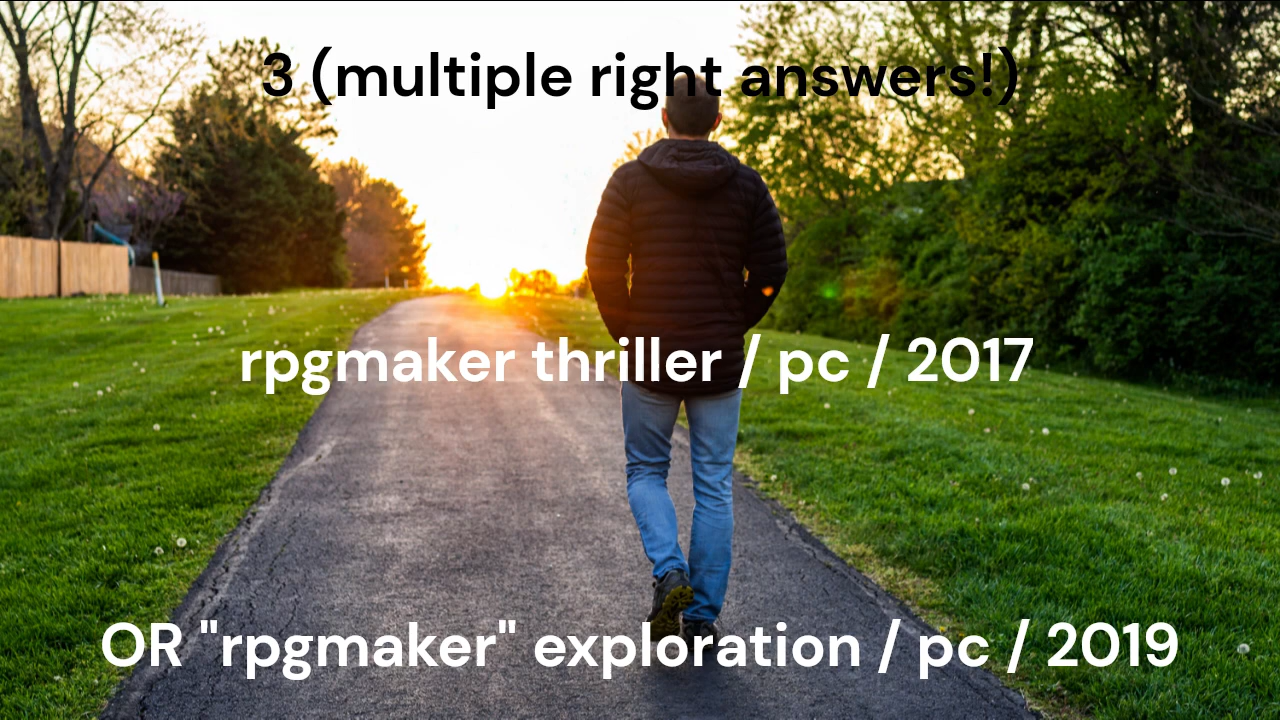 3 (multiple right answers!)
rpgmaker thriller / pc / 2017
OR "rpgmaker" exploration / pc / 2019